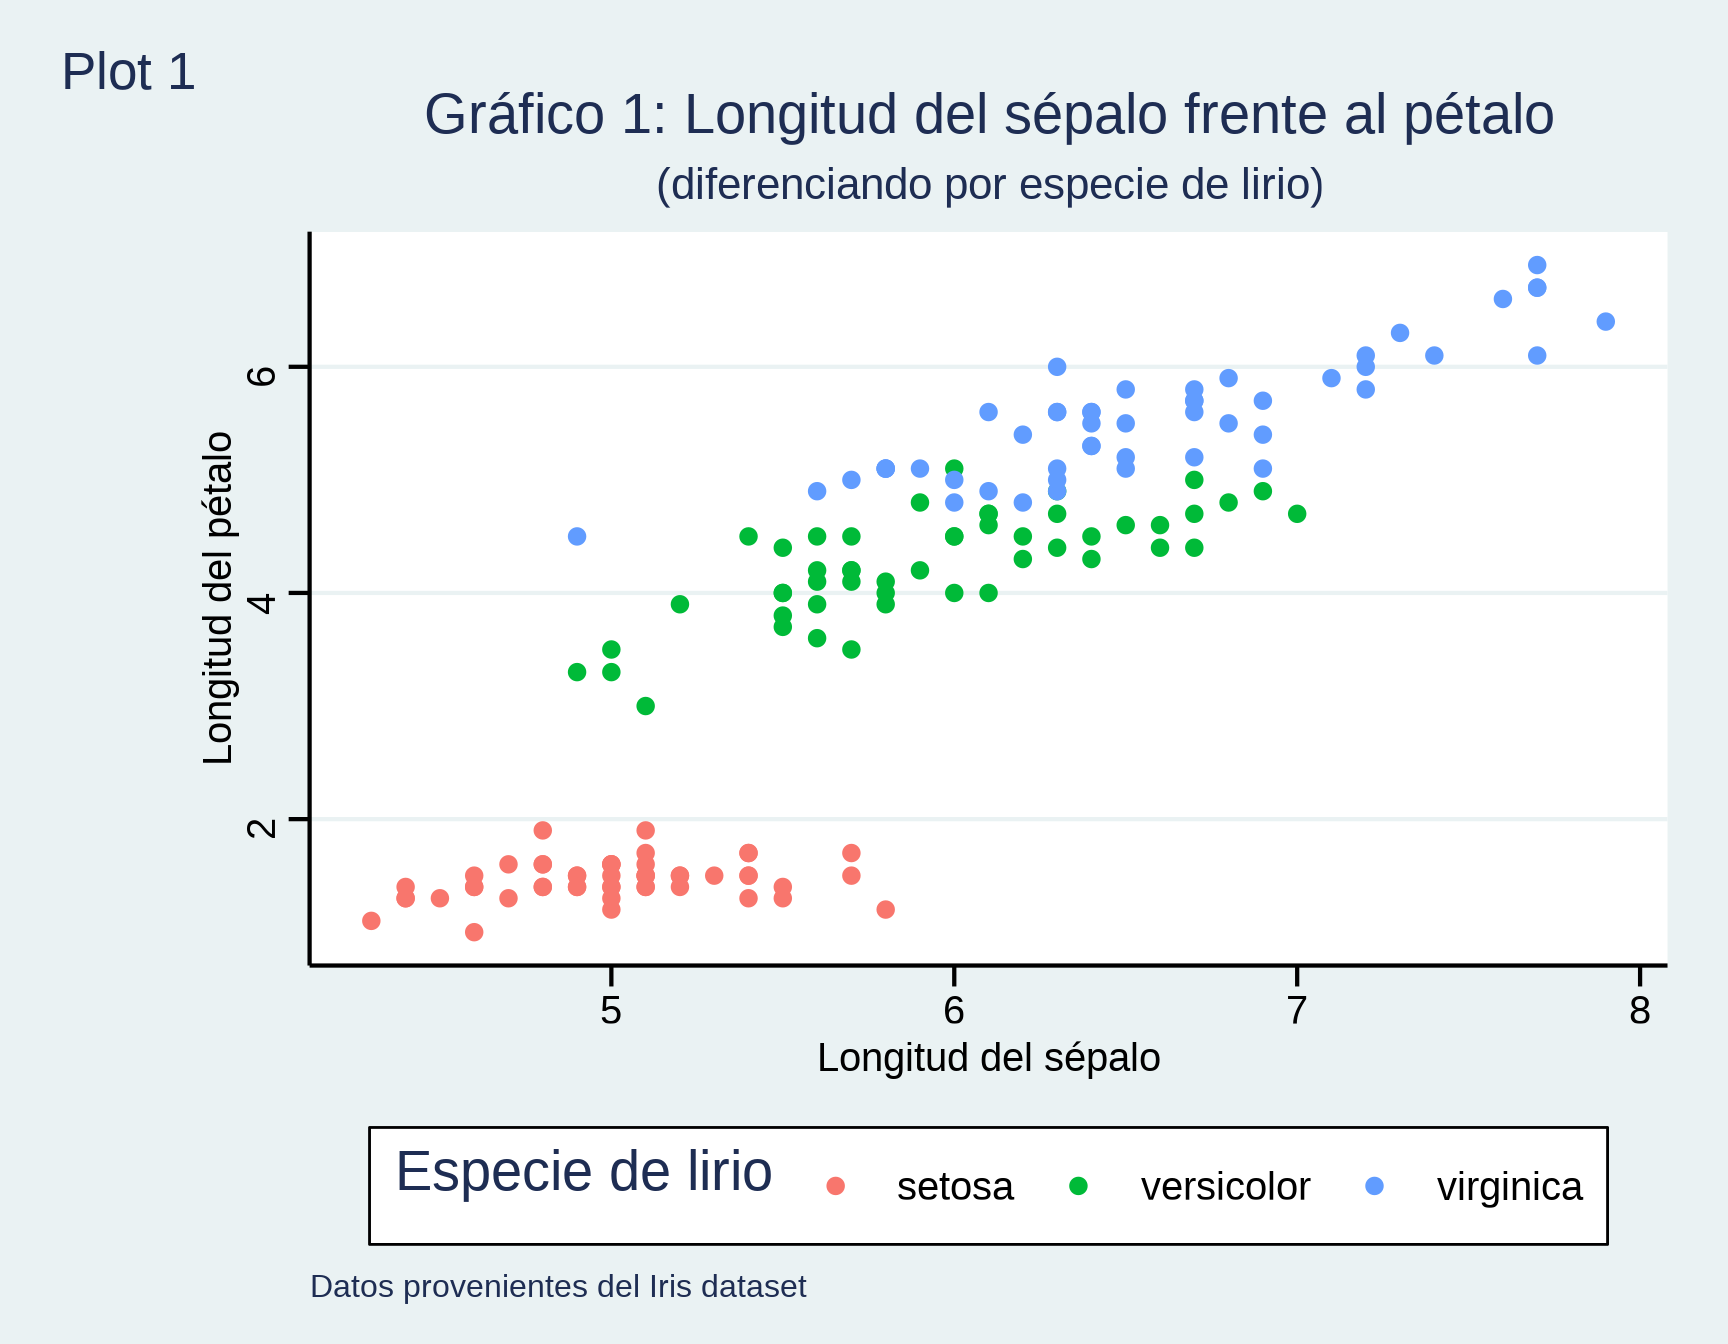 Plot 1
Gráfico 1: Longitud del sépalo frente al pétalo
(diferenciando por especie de lirio)
Longitud del pétalo
6
4
2
5 6 7 8
Longitud del sépalo
Especie de lirio setosa versicolor virginica
Datos provenientes del Iris dataset